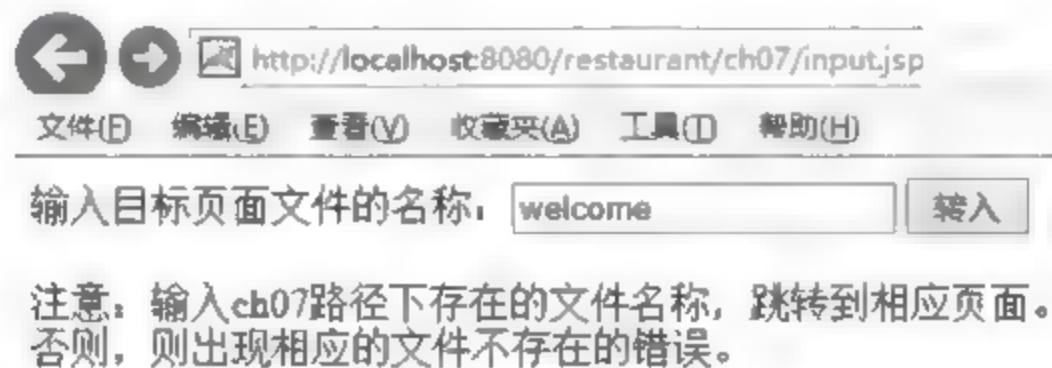 http://localhost:8080/restaurant/ch07/input.jsp
文件(F) 编辑(E) 查看(V) 收藏夹(A) 工具(T) 帮助(H)
输入目标页面文件的名称: welcome 转入
注意: 输入ch07路径下存在的文件名称, 跳转到相应页面。
否则, 则出现相应的文件不存在的错误。